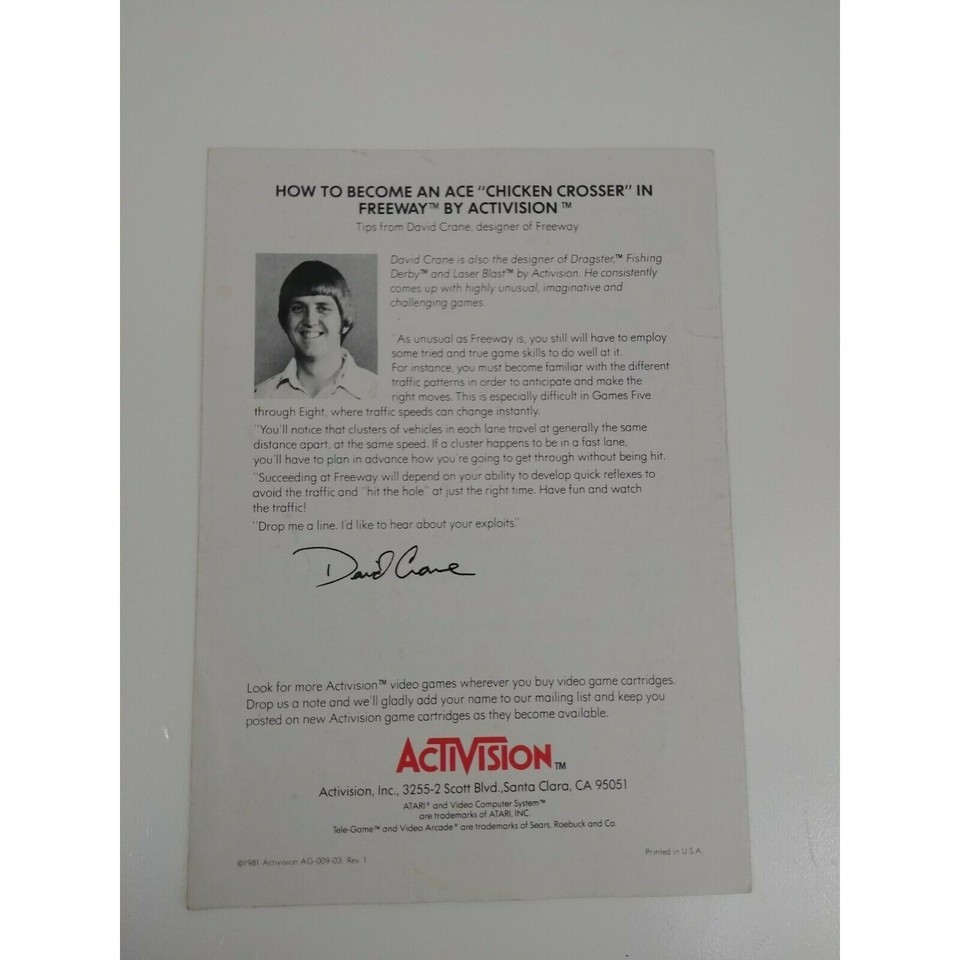 HOW TO BECOME AN ACE "CHICKEN CROSSER" IN
FREEWAY™ BY ACTIVISION™
Tips from David Crane, designer of Freeway
David Crane is also the designer of Dragster,™ Fishing
Derby™ and Laser Blast™ by Activision. He consistently
comes up with highly unusual, imaginative and
challenging games.
"As unusual as Freeway is, you still will have to employ
some tried and true game skills to do well at it.
For instance, you must become familiar with the different
traffic patterns in order to anticipate and make the
right moves. This is especially difficult in Games Five
through Eight, where traffic speeds can change instantly.
"You'll notice that clusters of vehicles in each lane travel at generally the same
distance apart, at the same speed. If a cluster happens to be in a fast lane,
you'll have to plan in advance how you're going to get through without being hit.
"Succeeding at Freeway will depend on your ability to develop quick reflexes to
avoid the traffic and "hit the hole" at just the right time. Have fun and watch
the traffic!
"Drop me a line. I'd like to hear about your exploits."
David Crane
Look for more Activision™ video games wherever you buy video game cartridges.
Drop us a note and we'll gladly add your name to our mailing list and keep you
posted on new Activision game cartridges as they become available.
ACTIVISION™
Activision, Inc., 3255-2 Scott Blvd., Santa Clara, CA 95051
ATARI® and Video Computer System™
are trademarks of ATARI, INC.
Tele-Game™ and Video Arcade® are trademarks of Sears, Roebuck and Co.
©1981 Activision AG-009-03 Rev. 1
Printed in U.S.A.